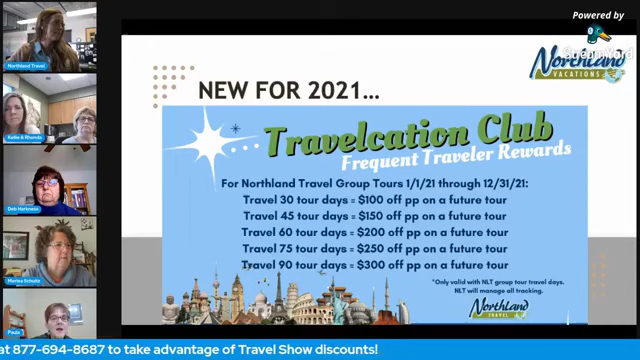 Powered by
StreamYard
Northland
VACATIONS
NEW FOR 2021...
Travelcation Club
Frequent Traveler Rewards
For Northland Travel Group Tours 1/1/21 through 12/31/21:
Travel 30 tour days = $100 off pp on a future tour
Travel 45 tour days = $150 off pp on a future tour
Travel 60 tour days = $200 off pp on a future tour
Travel 75 tour days = $250 off pp on a future tour
Travel 90 tour days = $300 off pp on a future tour
*Only valid with NLT group tour travel days.
NLT will manage all tracking.
Northland
TRAVEL
Northland Travel
Katie & Rhonda
Deb Harkness
Marise Schultz
Paula
at 877-694-8687 to take advantage of Travel Show discounts!